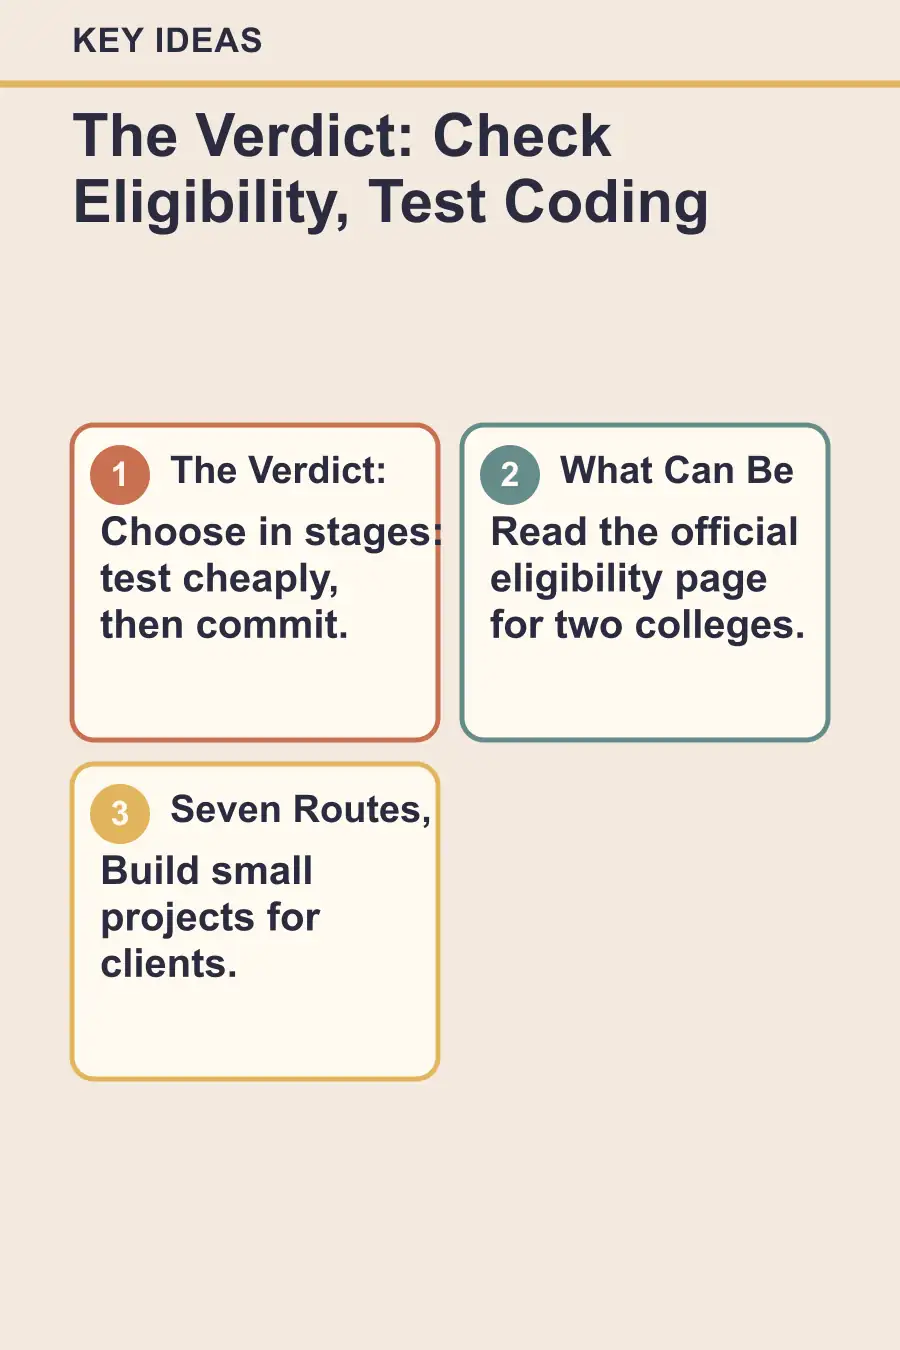 KEY IDEAS
The Verdict: Check
Eligibility, Test Coding
1 The Verdict:
Choose in stages:
test cheaply,
then commit.
2 What Can Be
Read the official
eligibility page
for two colleges.
3 Seven Routes,
Build small
projects for
clients.